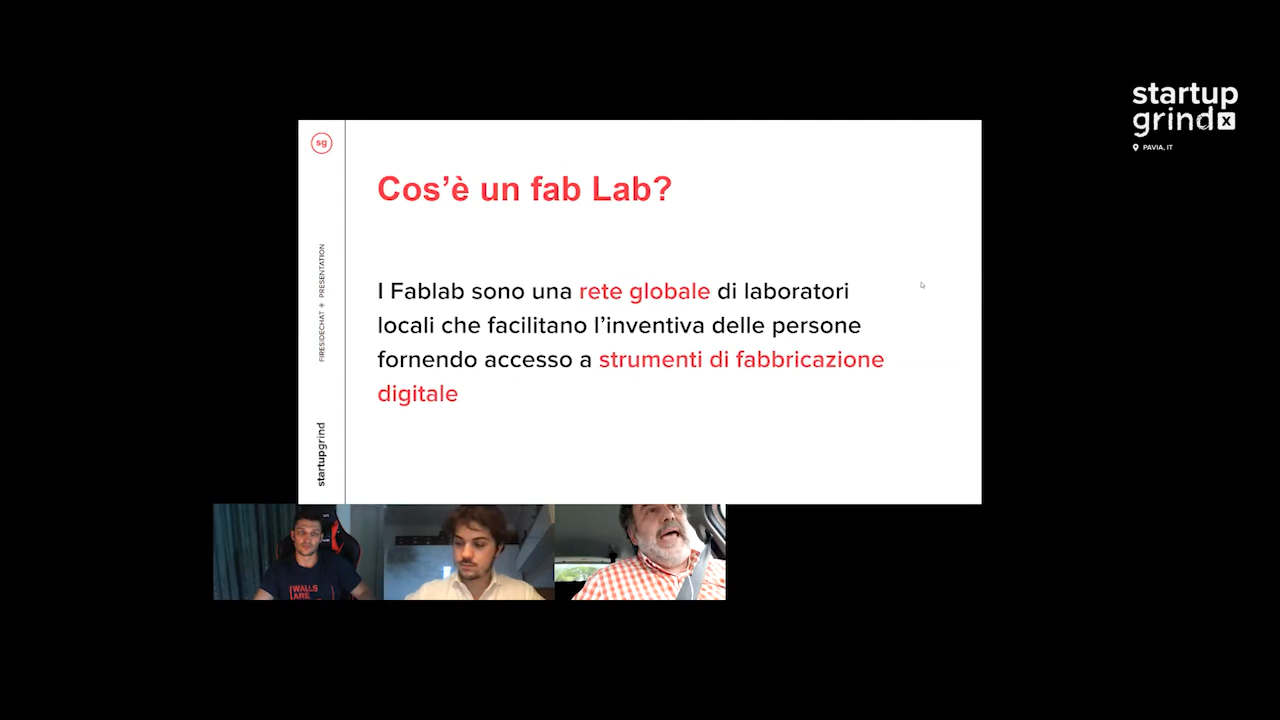 startup
grind x
PAVIA, IT
sg
Cos'è un fab Lab?
I Fablab sono una rete globale di laboratori
locali che facilitano l'inventiva delle persone
fornendo accesso a strumenti di fabbricazione
digitale
FIRESIDECHAT + PRESENTATION
startupgrind
WALLS
ARE